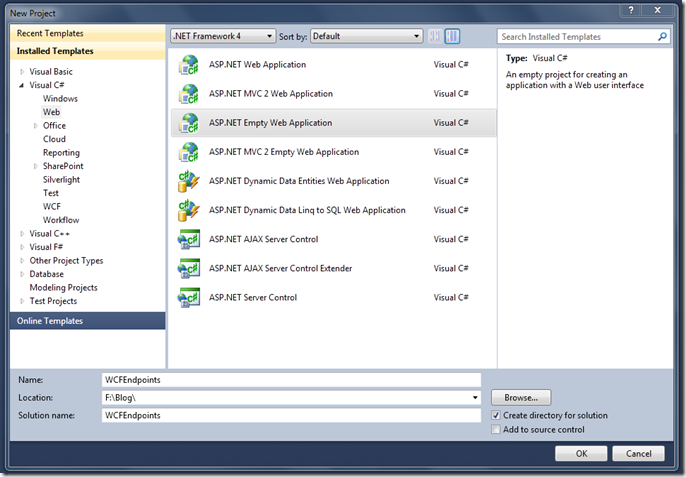 New Project
Recent Templates
Installed Templates
Visual Basic
Visual C#
Windows
Web
Office
Cloud
Reporting
SharePoint
Silverlight
Test
WCF
Workflow
Visual C++
Visual F#
Other Project Types
Database
Modeling Projects
Test Projects
Online Templates
.NET Framework 4 Sort by: Default
ASP.NET Web Application Visual C#
ASP.NET MVC 2 Web Application Visual C#
ASP.NET Empty Web Application Visual C#
ASP.NET MVC 2 Empty Web Application Visual C#
ASP.NET Dynamic Data Entities Web Application Visual C#
ASP.NET Dynamic Data Linq to SQL Web Application Visual C#
ASP.NET AJAX Server Control Visual C#
ASP.NET AJAX Server Control Extender Visual C#
ASP.NET Server Control Visual C#
Search Installed Templates
Type: Visual C#
An empty project for creating an
application with a Web user interface
Name: WCFEndpoints
Location: F:\Blog\ Browse...
Solution name: WCFEndpoints
Create directory for solution
Add to source control
OK Cancel